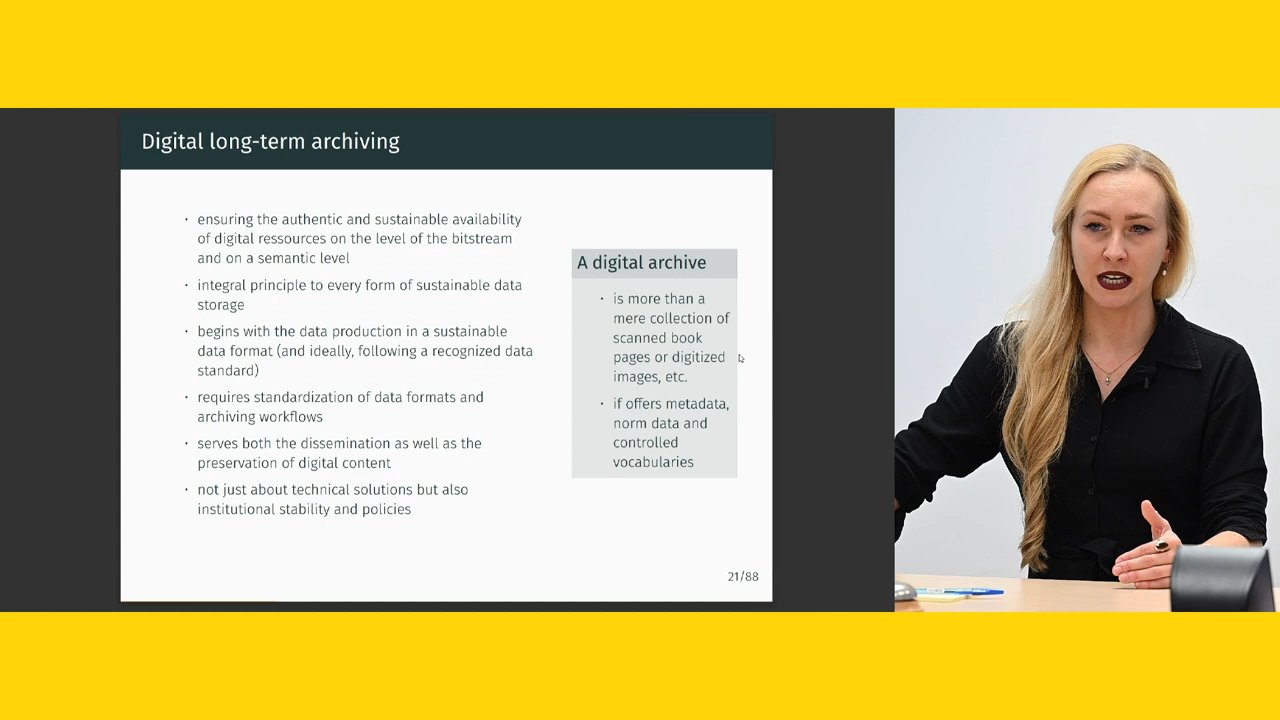 Digital long-term archiving
· ensuring the authentic and sustainable availability
of digital ressources on the level of the bitstream
and on a semantic level
· integral principle to every form of sustainable data
storage
· begins with the data production in a sustainable
data format (and ideally, following a recognized data
standard)
· requires standardization of data formats and
archiving workflows
· serves both the dissemination as well as the
preservation of digital content
· not just about technical solutions but also
institutional stability and policies
A digital archive
· is more than a
mere collection of
scanned book
pages or digitized
images, etc.
· if offers metadata,
norm data and
controlled
vocabularies
21/88